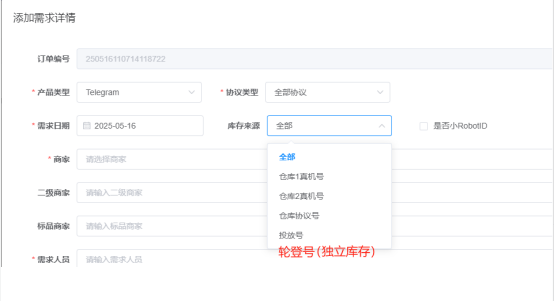 添加需求详情
订单编号 250516110714118722
* 产品类型 Telegram * 协议类型 全部协议
* 需求日期 2025-05-16 库存来源 全部 是否小RobotID
全部
* 商家 请选择商家
仓库1真机号
二级商家 请输入二级商家
仓库2真机号
仓库协议号
标品商家 请输入标品商家
投放号
轮登号(独立库存)
* 需求人员 请输入需求人员